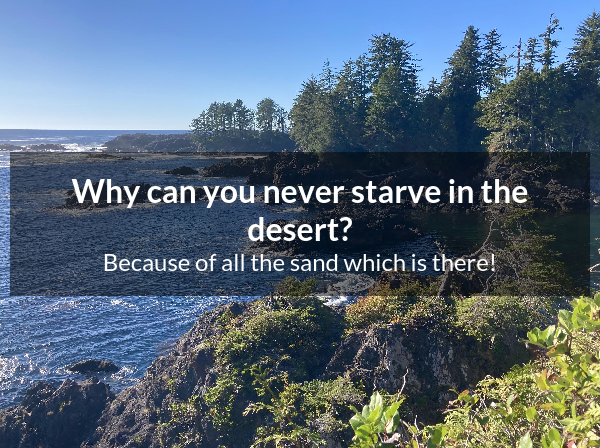 Why can you never starve in the
desert?
Because of all the sand which is there!